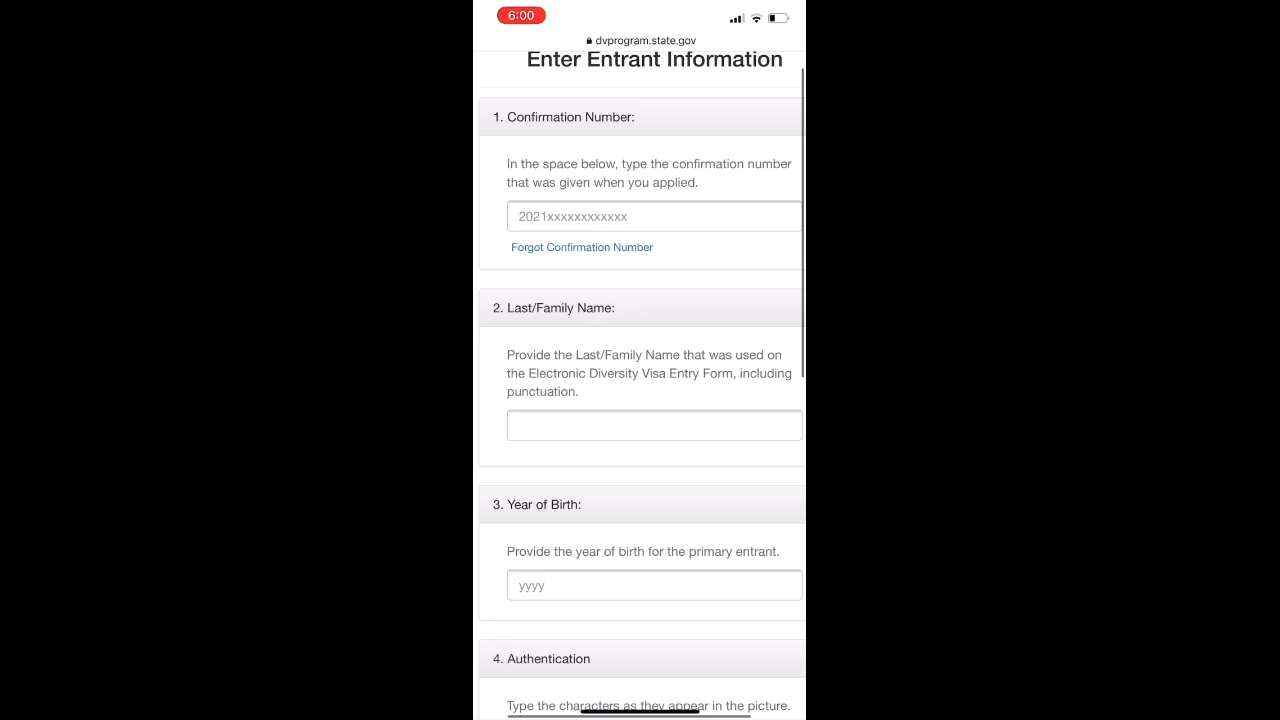 6:00
dvprogram.state.gov
Enter Entrant Information
1. Confirmation Number:
In the space below, type the confirmation number
that was given when you applied.
2021xxxxxxxxxxxx
Forgot Confirmation Number
2. Last/Family Name:
Provide the Last/Family Name that was used on
the Electronic Diversity Visa Entry Form, including
punctuation.
3. Year of Birth:
Provide the year of birth for the primary entrant.
yyyy
4. Authentication
Type the characters as they appear in the picture.